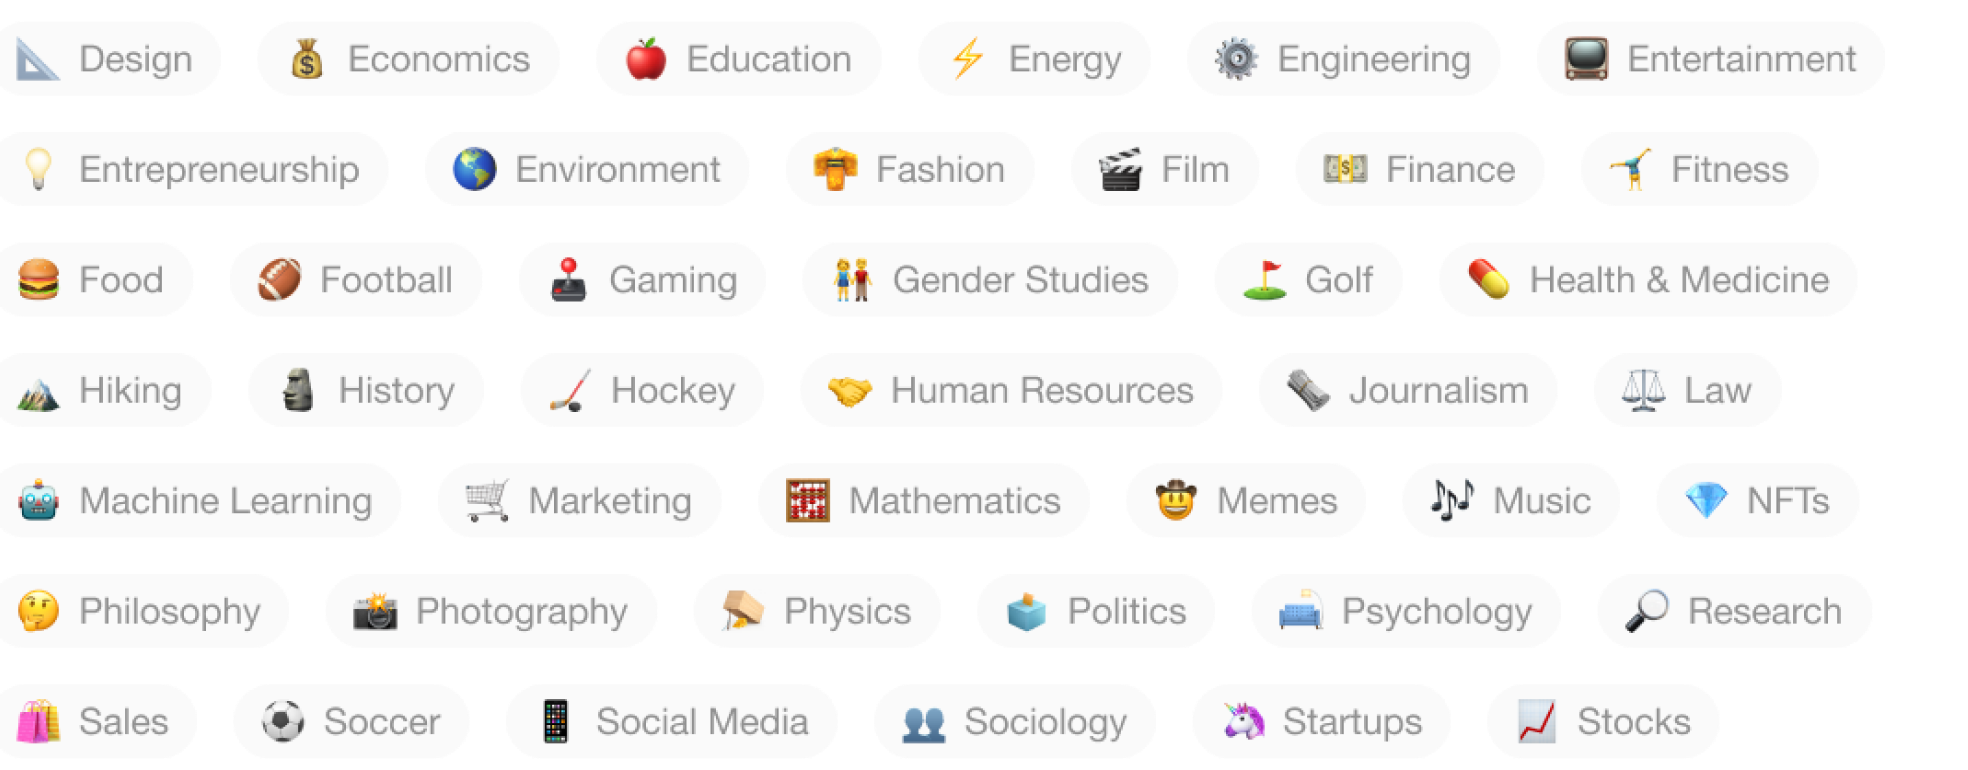 Design Economics Education Energy Engineering Entertainment
Entrepreneurship Environment Fashion Film Finance Fitness
Food Football Gaming Gender Studies Golf Health & Medicine
Hiking History Hockey Human Resources Journalism Law
Machine Learning Marketing Mathematics Memes Music NFTs
Philosophy Photography Physics Politics Psychology Research
Sales Soccer Social Media Sociology Startups Stocks